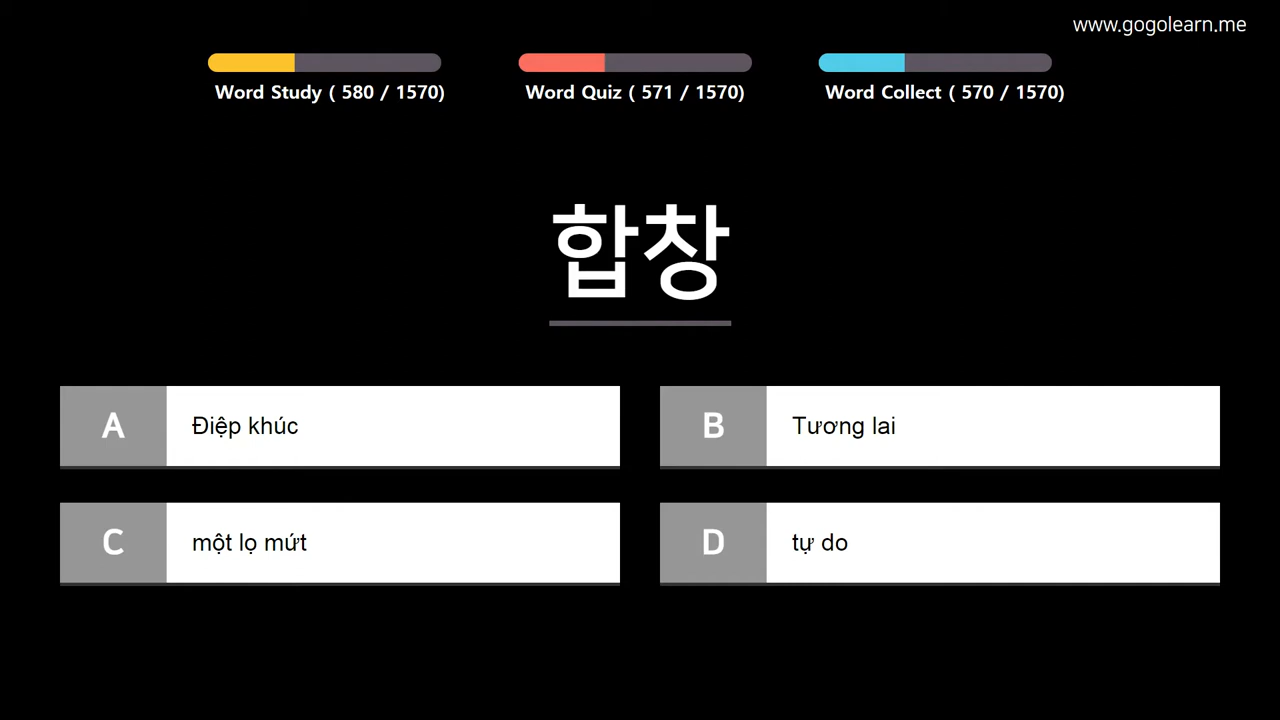 www.gogolearn.me
Word Study ( 580 / 1570)
Word Quiz ( 571 / 1570)
Word Collect ( 570 / 1570)
합창
A Điệp khúc
B Tương lai
C một lọ mứt
D tự do